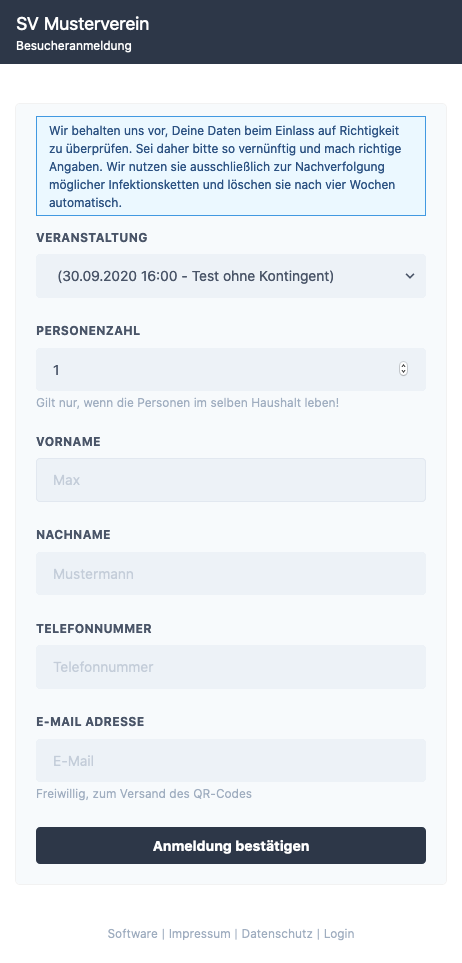 SV Musterverein
Besucheranmeldung
Wir behalten uns vor, Deine Daten beim Einlass auf Richtigkeit
zu überprüfen. Sei daher bitte so vernünftig und mach richtige
Angaben. Wir nutzen sie ausschließlich zur Nachverfolgung
möglicher Infektionsketten und löschen sie nach vier Wochen
automatisch.
VERANSTALTUNG
(30.09.2020 16:00 - Test ohne Kontingent)
PERSONENZAHL
1
Gilt nur, wenn die Personen im selben Haushalt leben!
VORNAME
Max
NACHNAME
Mustermann
TELEFONNUMMER
Telefonnummer
E-MAIL ADRESSE
E-Mail
Freiwillig, zum Versand des QR-Codes
Anmeldung bestätigen
Software | Impressum | Datenschutz | Login